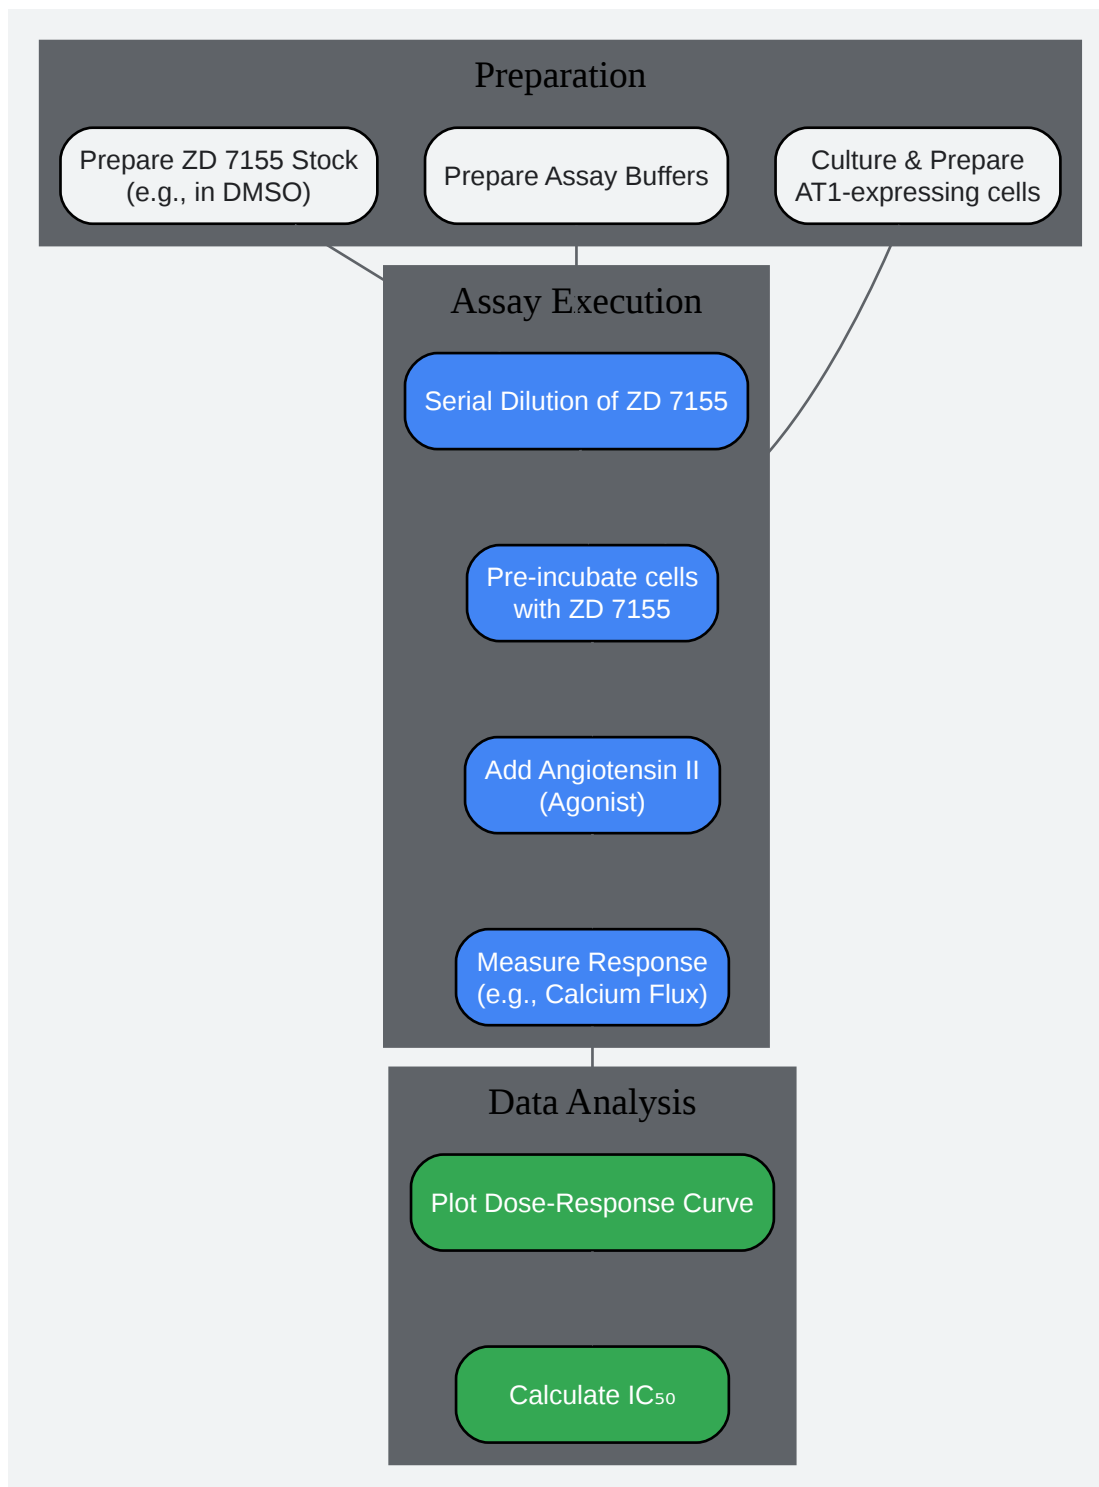 Preparation
Prepare ZD 7155 Stock
(e.g., in DMSO)
Prepare Assay Buffers
Culture & Prepare
AT1-expressing cells
Assay Execution
Serial Dilution of ZD 7155
Pre-incubate cells
with ZD 7155
Add Angiotensin II
(Agonist)
Measure Response
(e.g., Calcium Flux)
Data Analysis
Plot Dose-Response Curve
Calculate IC₅₀